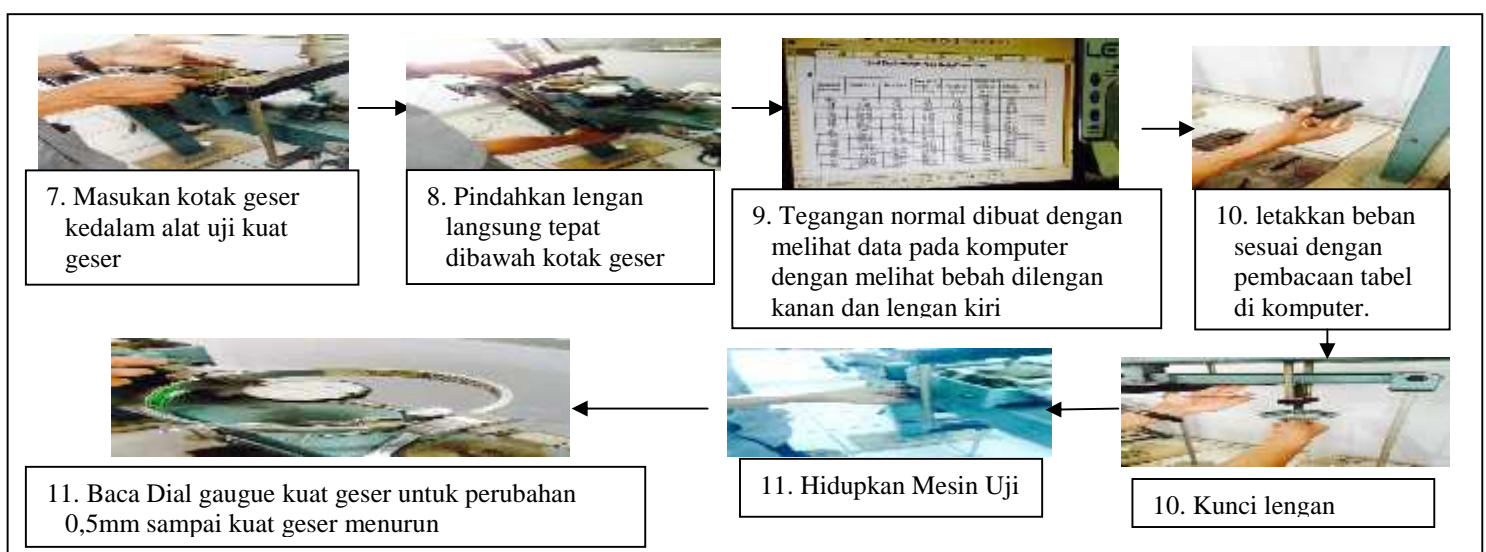 7. Masukan kotak geser
kedalam alat uji kuat
geser
8. Pindahkan lengan
langsung tepat
dibawah kotak geser
9. Tegangan normal dibuat dengan
melihat data pada komputer
dengan melihat bebah dilengan
kanan dan lengan kiri
10. letakkan beban
sesuai dengan
pembacaan tabel
di komputer.
10. Kunci lengan
11. Hidupkan Mesin Uji
11. Baca Dial gaugue kuat geser untuk perubahan
0,5mm sampai kuat geser menurun